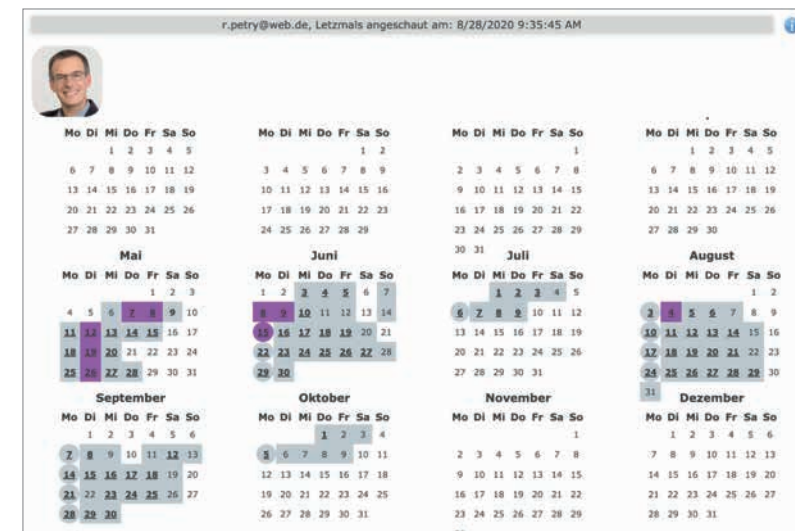 r.petry@web.de, Letzmals angeschaut am: 8/28/2020 9:35:45 AM
Mo Di Mi Do Fr Sa So Mo Di Mi Do Fr Sa So Mo Di Mi Do Fr Sa So Mo Di Mi Do Fr Sa So
1 2 3 4 5 1 2 1 1 2 3 4 5
6 7 8 9 10 11 12 3 4 5 6 7 8 9 2 3 4 5 6 7 8 6 7 8 9 10 11 12
13 14 15 16 17 18 19 10 11 12 13 14 15 16 9 10 11 12 13 14 15 13 14 15 16 17 18 19
20 21 22 23 24 25 26 17 18 19 20 21 22 23 16 17 18 19 20 21 22 20 21 22 23 24 25 26
27 28 29 30 31 24 25 26 27 28 29 23 24 25 26 27 28 29 27 28 29 30
30 31
Mai Juni Juli August
Mo Di Mi Do Fr Sa So Mo Di Mi Do Fr Sa So Mo Di Mi Do Fr Sa So Mo Di Mi Do Fr Sa So
1 2 3 1 2 3 4 5 6 7 1 2 3 4 5 1 2
4 5 6 7 8 9 10 8 9 10 11 12 13 14 6 7 8 9 10 11 12 3 4 5 6 7 8 9
11 12 13 14 15 16 17 15 16 17 18 19 20 21 13 14 15 16 17 18 19 10 11 12 13 14 15 16
18 19 20 21 22 23 24 22 23 24 25 26 27 28 20 21 22 23 24 25 26 17 18 19 20 21 22 23
25 26 27 28 29 30 31 29 30 27 28 29 30 31 24 25 26 27 28 29 30
31
September Oktober November Dezember
Mo Di Mi Do Fr Sa So Mo Di Mi Do Fr Sa So Mo Di Mi Do Fr Sa So Mo Di Mi Do Fr Sa So
1 2 3 4 5 6 1 2 3 4 1 1 2 3 4 5 6
7 8 9 10 11 12 13 5 6 7 8 9 10 11 2 3 4 5 6 7 8 7 8 9 10 11 12 13
14 15 16 17 18 19 20 12 13 14 15 16 17 18 9 10 11 12 13 14 15 14 15 16 17 18 19 20
21 22 23 24 25 26 27 19 20 21 22 23 24 25 16 17 18 19 20 21 22 21 22 23 24 25 26 27
28 29 30 26 27 28 29 30 31 23 24 25 26 27 28 29 28 29 30 31